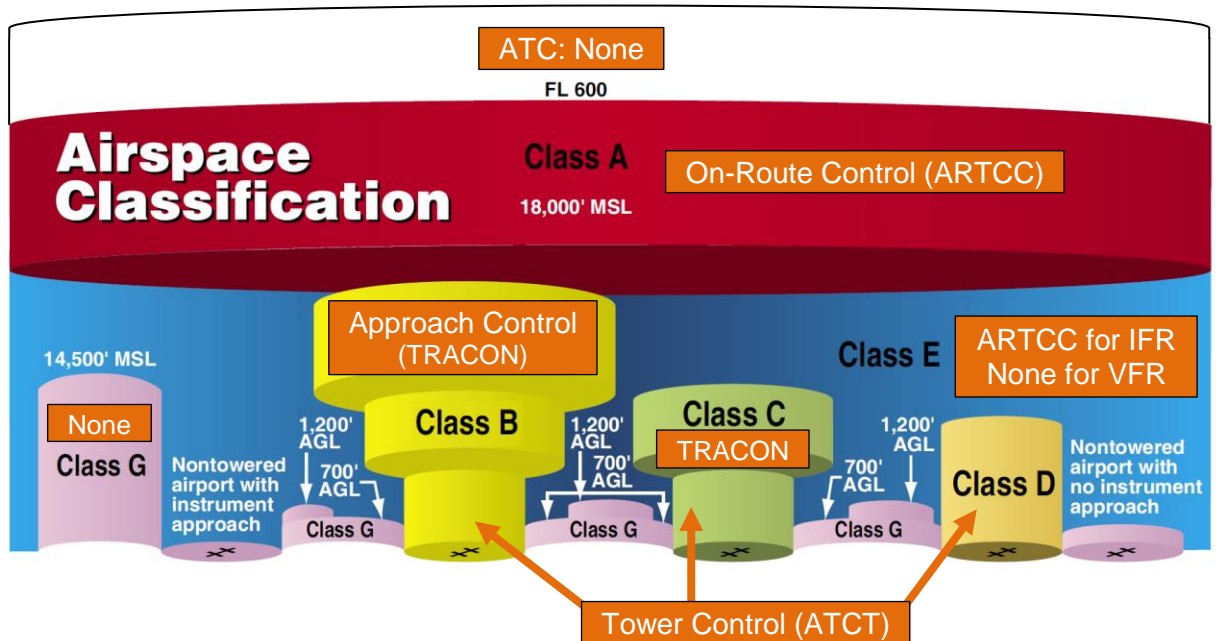 ATC: None
FL 600
Airspace
Classification
Class A
On-Route Control (ARTCC)
18,000' MSL
Approach Control
(TRACON)
14,500' MSL
Class E
ARTCC for IFR
None for VFR
None
Class G
Nontowered
airport with
instrument
approach
1,200'
AGL
700'
AGL
Class G
Class B
1,200'
AGL
700'
AGL
Class G
Class C
TRACON
1,200'
AGL
700'
AGL
Class G
Class D
Nontowered
airport with
no instrument
approach
Tower Control (ATCT)